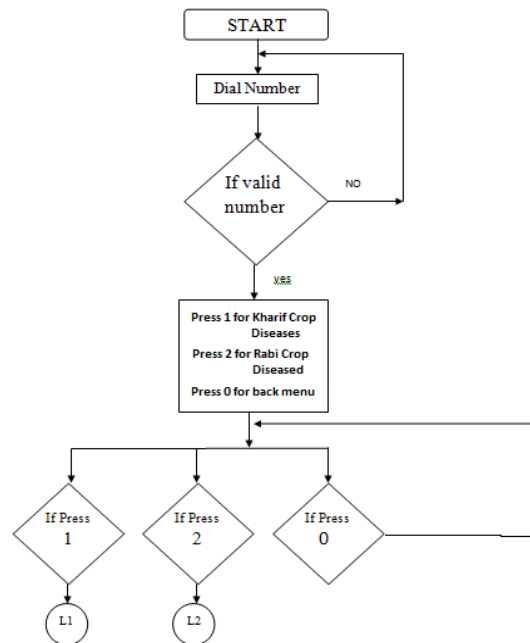 START
Dial Number
If valid
number
NO
yes
Press 1 for Kharif Crop
Diseases
Press 2 for Rabi Crop
Diseased
Press 0 for back menu
If Press
1
If Press
2
If Press
0
L1
L2